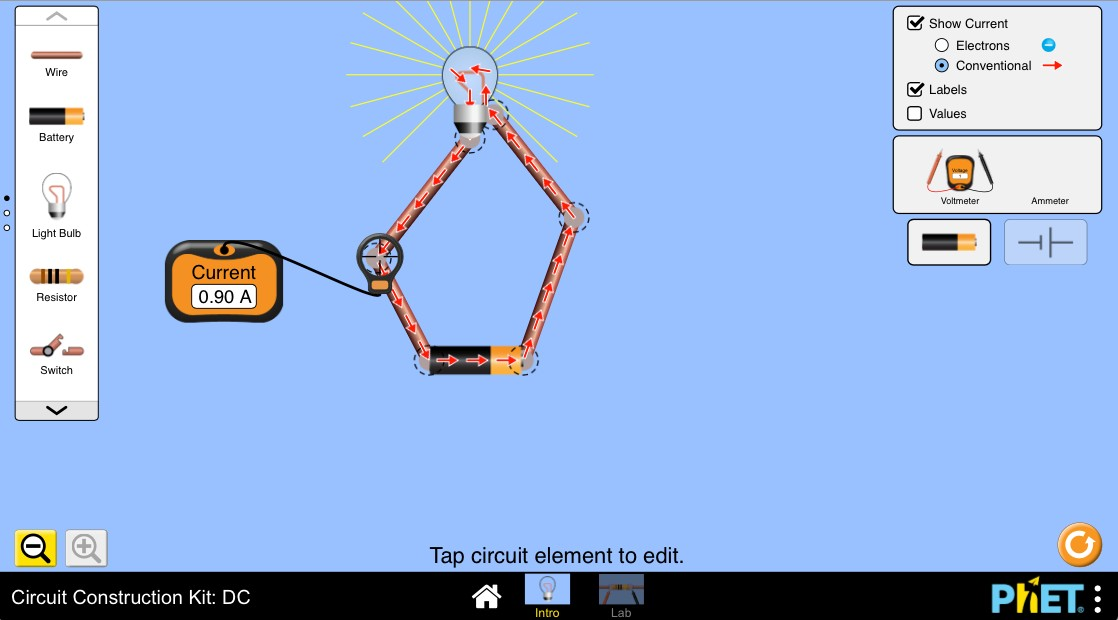 Wire
Battery
Light Bulb
Resistor
Switch
Current
0.90 A
Show Current
Electrons
Conventional
Labels
Values
Voltage
Voltmeter
Ammeter
Tap circuit element to edit.
Circuit Construction Kit: DC
Intro
Lab
PhET